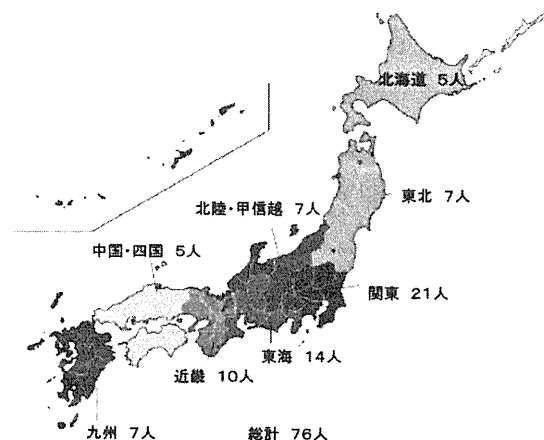 北海道 5人
東北 7人
北陸・甲信越 7人
中国・四国 5人
関東 21人
東海 14人
近畿 10人
九州 7人
総計 76人